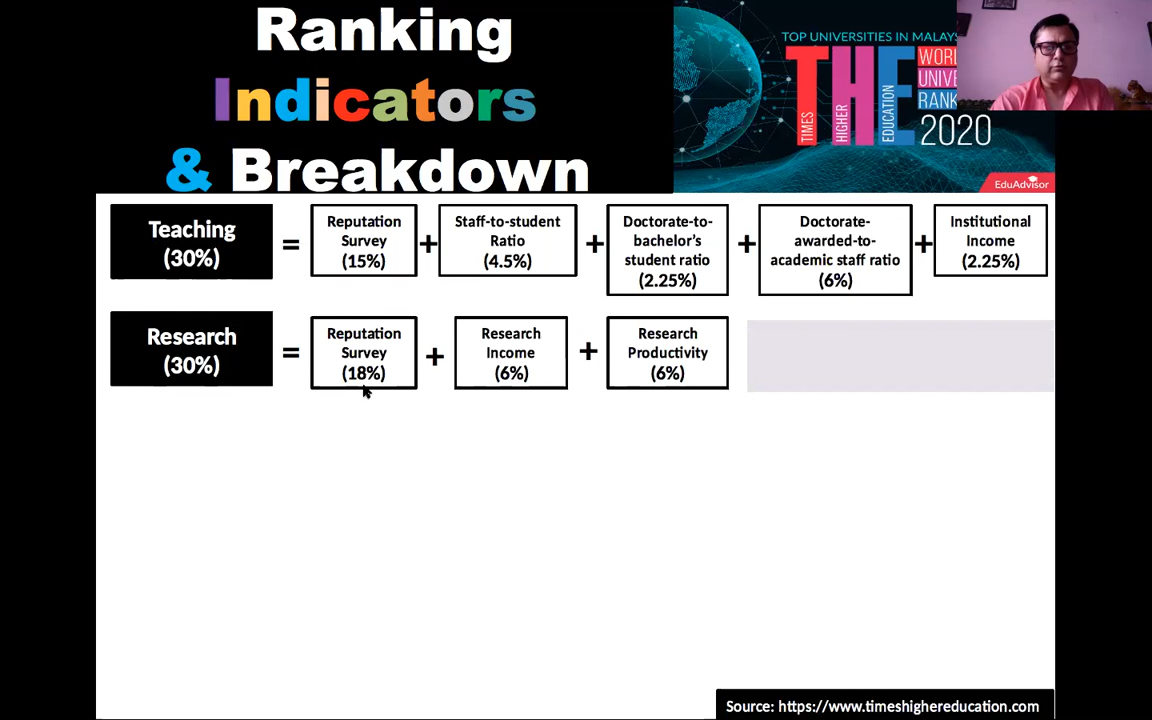 Ranking
Indicators
& Breakdown
TOP UNIVERSITIES IN MALAYS
THE
TIMES
HIGHER
EDUCATION
WORL
UNIVE
RANK
2020
EduAdvisor
Teaching
(30%)
=
Reputation
Survey
(15%)
+
Staff-to-student
Ratio
(4.5%)
+
Doctorate-to-
bachelor’s
student ratio
(2.25%)
+
Doctorate-
awarded-to-
academic staff ratio
(6%)
+
Institutional
Income
(2.25%)
Research
(30%)
=
Reputation
Survey
(18%)
+
Research
Income
(6%)
+
Research
Productivity
(6%)
Source: https://www.timeshighereducation.com